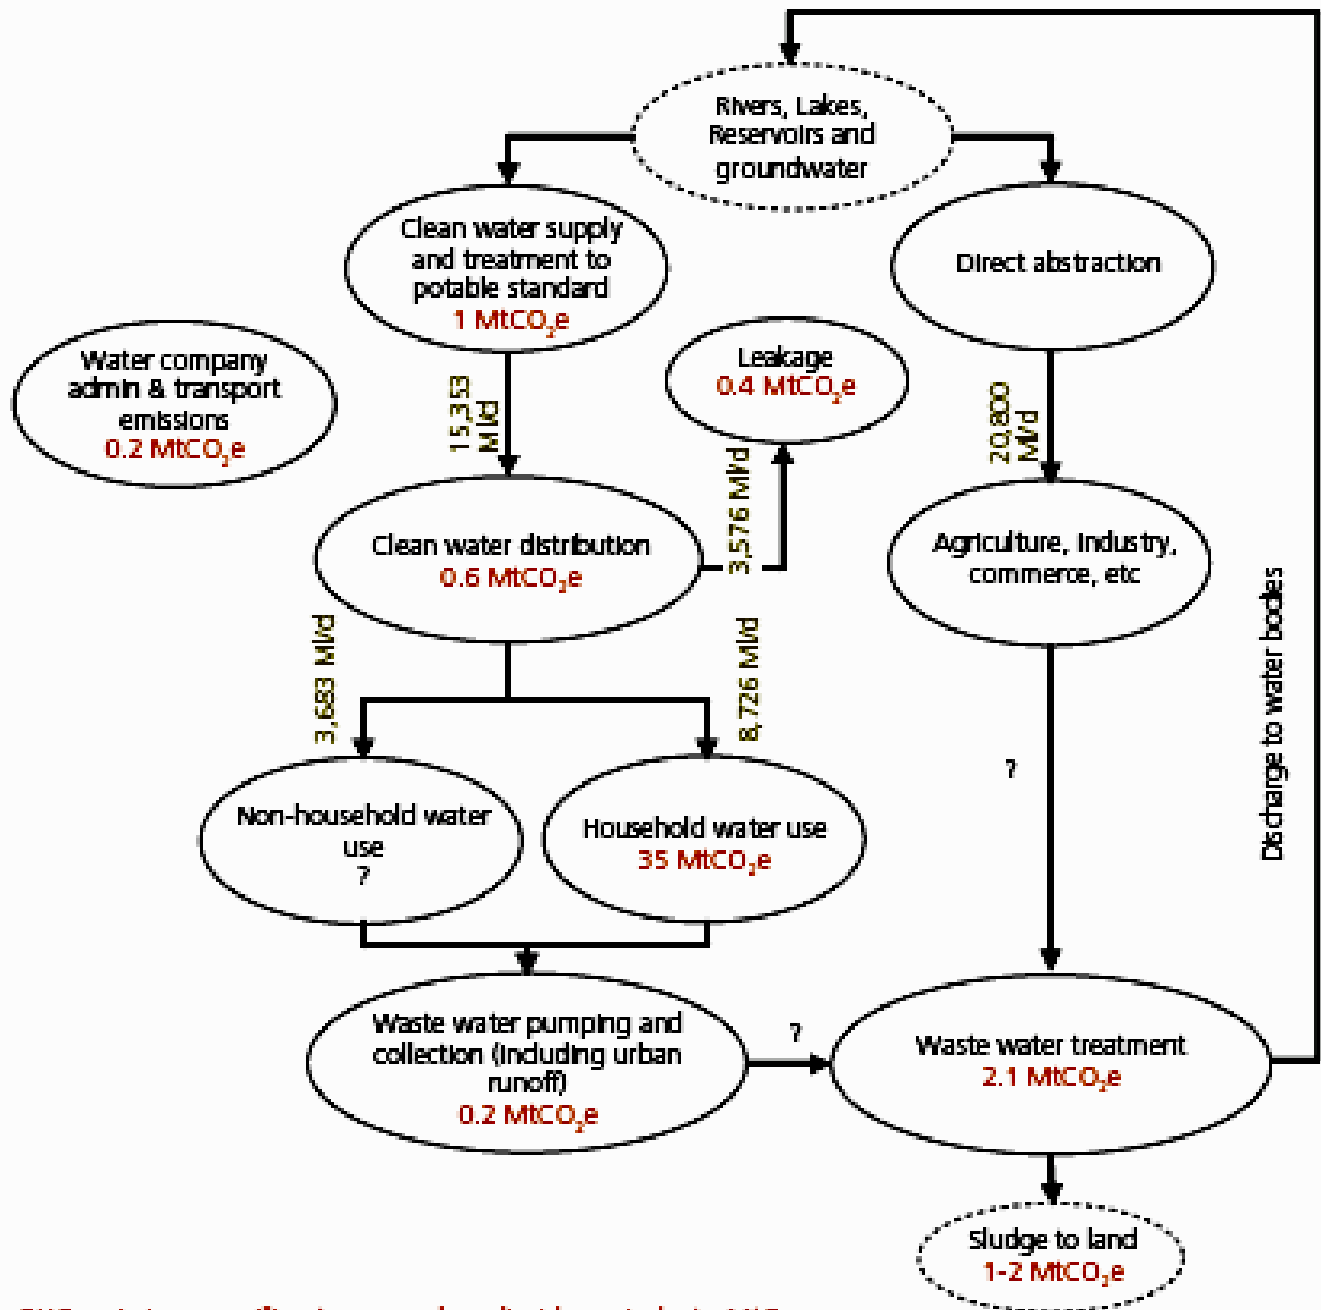 Rivers, Lakes,
Reservoirs and
groundwater
Clean water supply
and treatment to
potable standard
1 MtCO₂e
Direct abstraction
Water company
admin & transport
emissions
0.2 MtCO₂e
Leakage
0.4 MtCO₂e
15,353
Ml/d
20,800
Ml/d
3,576 Ml/d
Clean water distribution
0.6 MtCO₂e
Agriculture, industry,
commerce, etc
3,683 Ml/d
8,726 Ml/d
Discharge to water bodies
?
Non-household water
use
?
Household water use
35 MtCO₂e
Waste water pumping and
collection (including urban
runoff)
0.2 MtCO₂e
?
Waste water treatment
2.1 MtCO₂e
Sludge to land
1-2 MtCO₂e